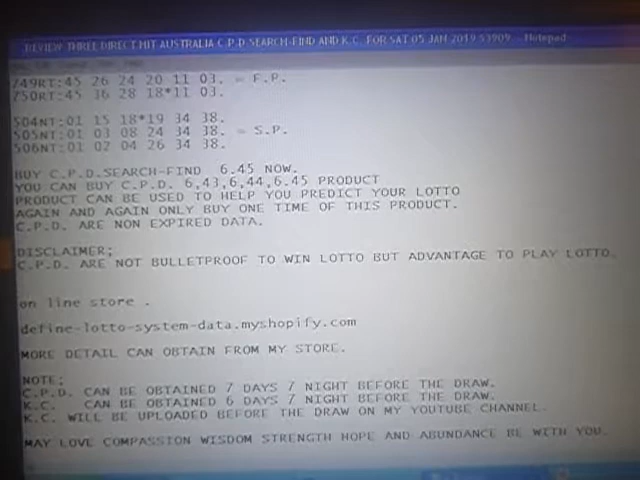 REVIEW THREE DIRECT HIT AUSTRALIA C.P.D SEARCH-FIND AND K.C. FOR SAT 05 JAN 2019 53909 - Notepad
749RT:45 26 24 20 11 03. = F.P.
750RT:45 36 28 18*11 03.
504NT:01 15 18*19 34 38.
505NT:01 03 08 24 34 38. = S.P.
506NT:01 02 04 26 34 38.
BUY C.P.D.SEARCH-FIND 6.45 NOW.
YOU CAN BUY C.P.D. 6,43,6,44,6.45 PRODUCT
PRODUCT CAN BE USED TO HELP YOU PREDICT YOUR LOTTO
AGAIN AND AGAIN ONLY BUY ONE TIME OF THIS PRODUCT.
C.P.D. ARE NON EXPIRED DATA.
DISCLAIMER;
C.P.D. ARE NOT BULLETPROOF TO WIN LOTTO BUT ADVANTAGE TO PLAY LOTTO.
on line store .
define-lotto-system-data.myshopify.com
MORE DETAIL CAN OBTAIN FROM MY STORE.
NOTE;
C.P.D. CAN BE OBTAINED 7 DAYS 7 NIGHT BEFORE THE DRAW.
K.C. CAN BE OBTAINED 6 DAYS 7 NIGHT BEFORE THE DRAW.
K.C. WILL BE UPLOADED BEFORE THE DRAW ON MY YOUTUBE CHANNEL.
MAY LOVE COMPASSION WISDOM STRENGTH HOPE AND ABUNDANCE BE WITH YOU.